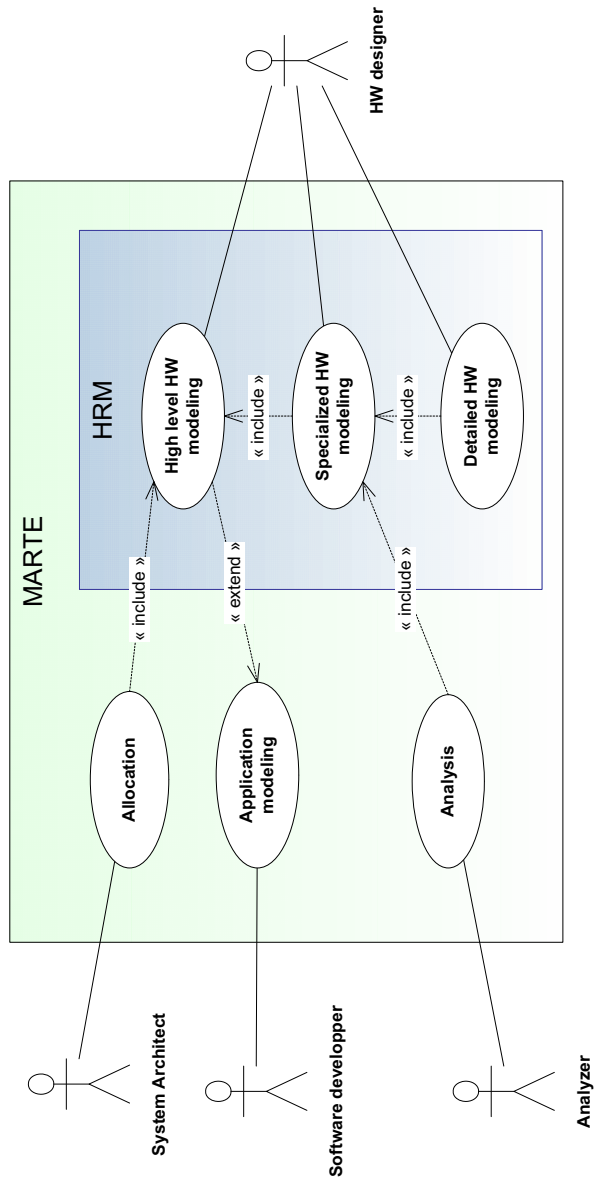 MARTE
HRM
System Architect
Allocation
« include »
High level HW
modeling
HW designer
« extend »
« include »
Software developper
Application
modeling
Specialized HW
modeling
« include »
« include »
Analyzer
Analysis
Detailed HW
modeling